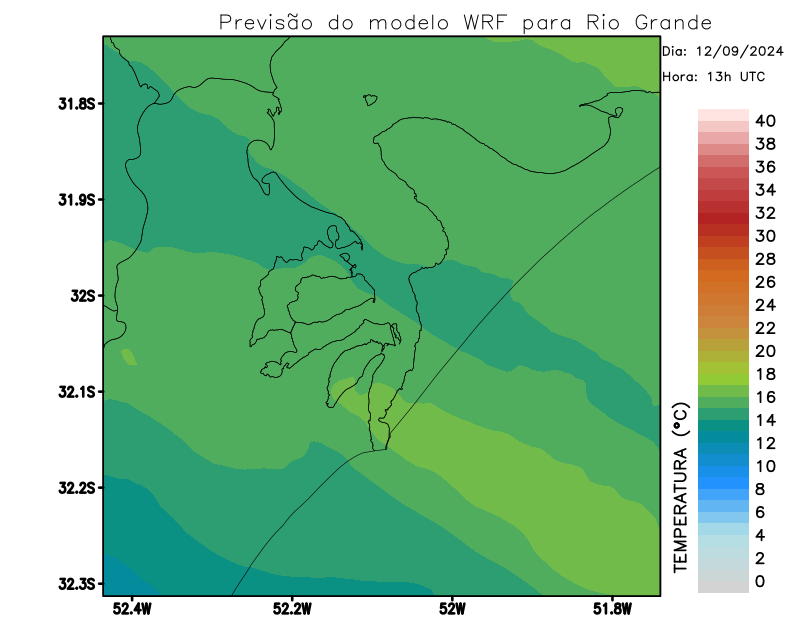 Previsão do modelo WRF para Rio Grande
Dia: 12/09/2024
Hora: 13h UTC
31.8S
31.9S
32S
32.1S
32.2S
32.3S
52.4W
52.2W
52W
51.8W
TEMPERATURA (°C)
40
38
36
34
32
30
28
26
24
22
20
18
16
14
12
10
8
6
4
2
0